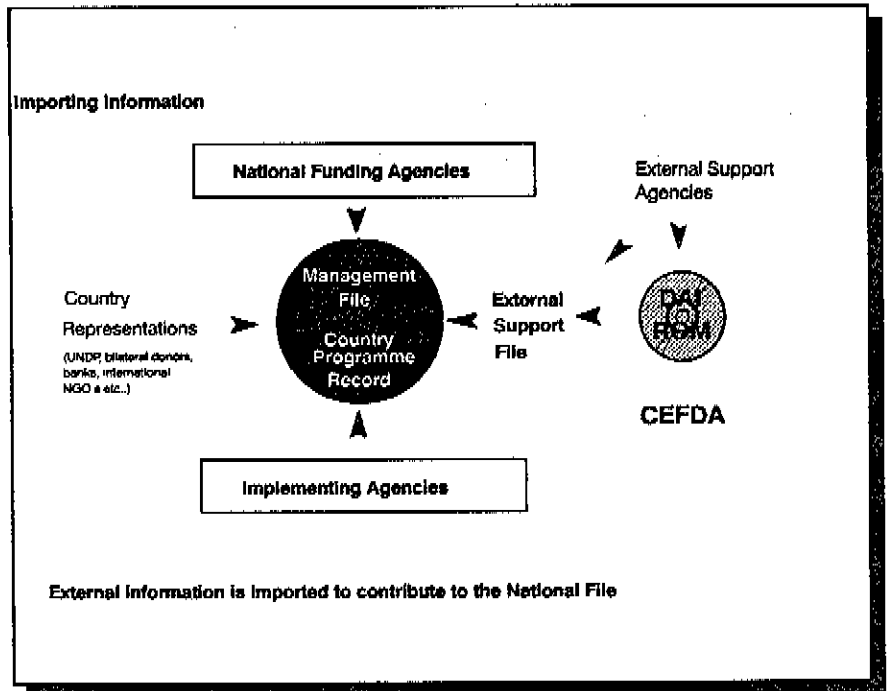 Importing Information
National Funding Agencies
External Support
Agencies
Management
File
Country
Programme
Record
Country
Representations
(UNDP, bilateral donors,
banks, international
NGO s etc..)
External
Support
File
ROM
CEFDA
Implementing Agencies
External Information is Imported to contribute to the National File